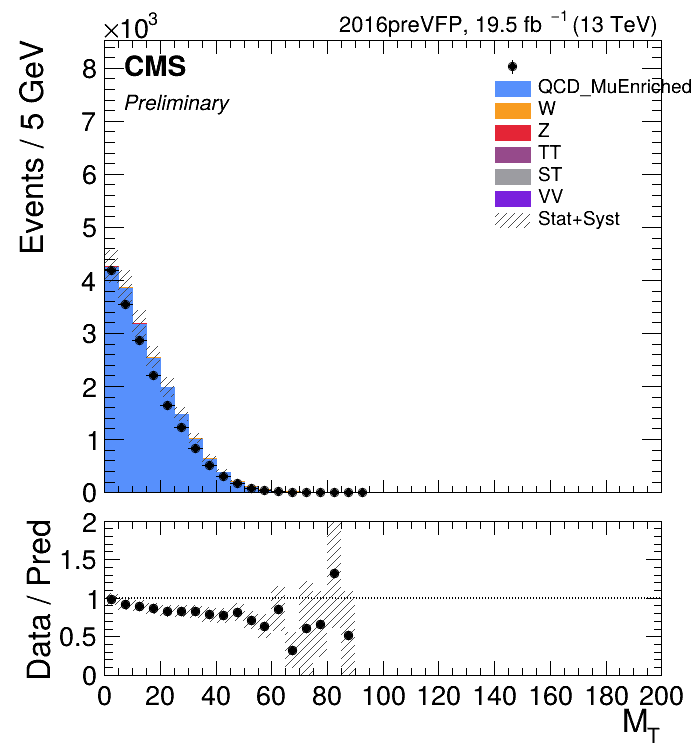 ×10³
2016preVFP, 19.5 fb ⁻¹ (13 TeV)
Events / 5 GeV
CMS
Preliminary
QCD_MuEnriched
W
Z
TT
ST
VV
Stat+Syst
8
7
6
5
4
3
2
1
0
Data / Pred
2
1.5
1
0.5
0
0 20 40 60 80 100 120 140 160 180 200
M_T